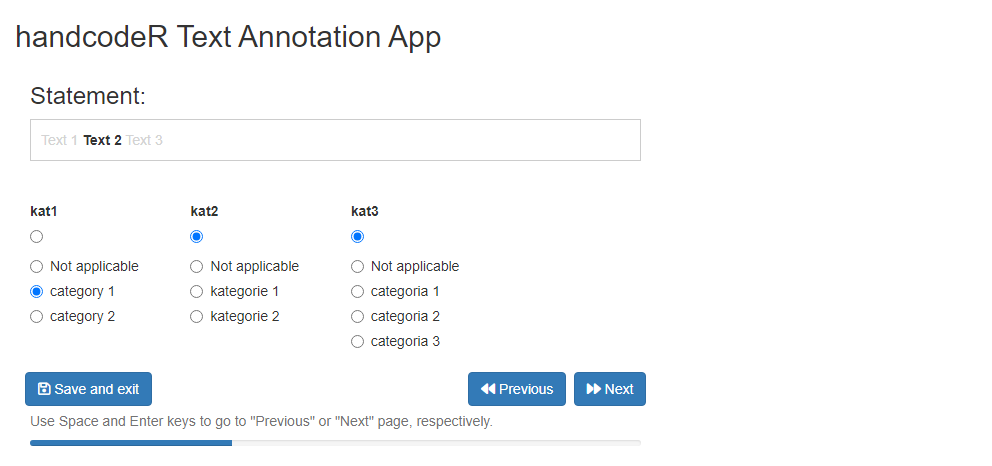 handcodeR Text Annotation App
Statement:
Text 1 Text 2 Text 3
kat1 kat2 kat3
Not applicable Not applicable Not applicable
category 1 kategorie 1 categoria 1
category 2 kategorie 2 categoria 2
categoria 3
Save and exit Previous Next
Use Space and Enter keys to go to "Previous" or "Next" page, respectively.